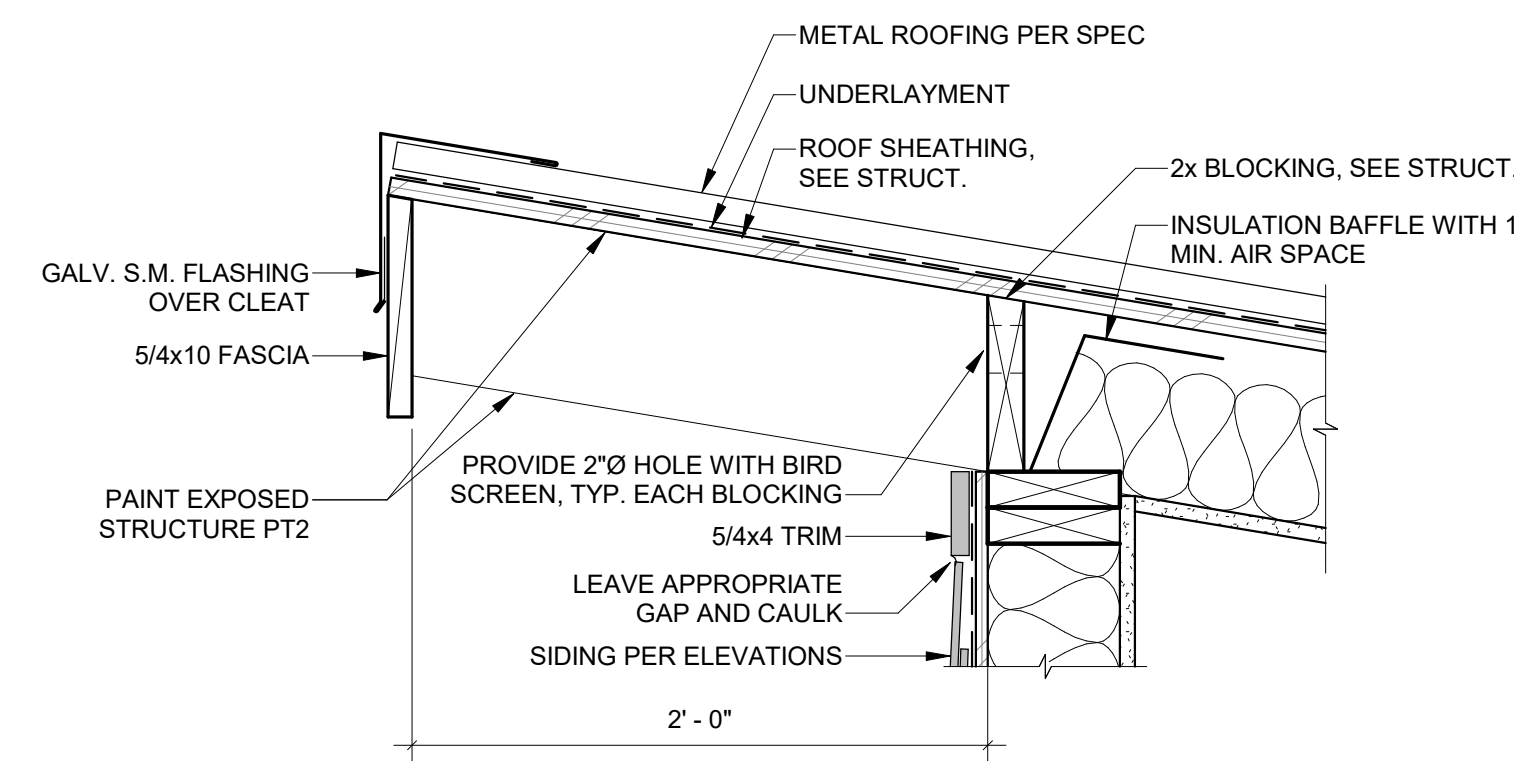 METAL ROOFING PER SPEC
UNDERLAYMENT
ROOF SHEATHING,
SEE STRUCT.
2x BLOCKING, SEE STRUCT.
INSULATION BAFFLE WITH 1
MIN. AIR SPACE
GALV. S.M. FLASHING
OVER CLEAT
5/4x10 FASCIA
PAINT EXPOSED
STRUCTURE PT2
PROVIDE 2"Ø HOLE WITH BIRD
SCREEN, TYP. EACH BLOCKING
5/4x4 TRIM
LEAVE APPROPRIATE
GAP AND CAULK
SIDING PER ELEVATIONS
2' - 0"